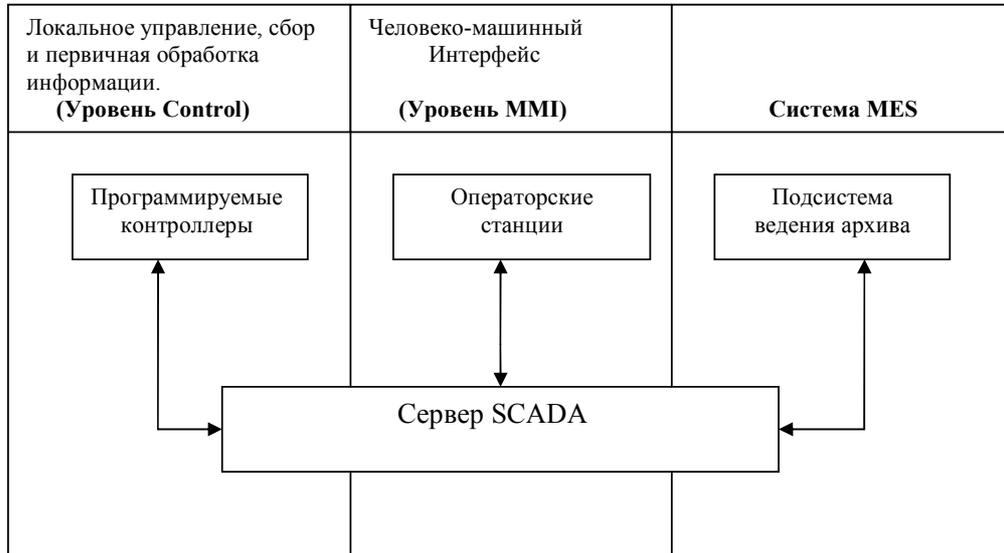 Локальное управление, сбор
и первичная обработка
информации.
(Уровень Control)
Человеко-машинный
Интерфейс
(Уровень MMI)
Система MES
Программируемые
контроллеры
Операторские
станции
Подсистема
ведения архива
Сервер SCADA